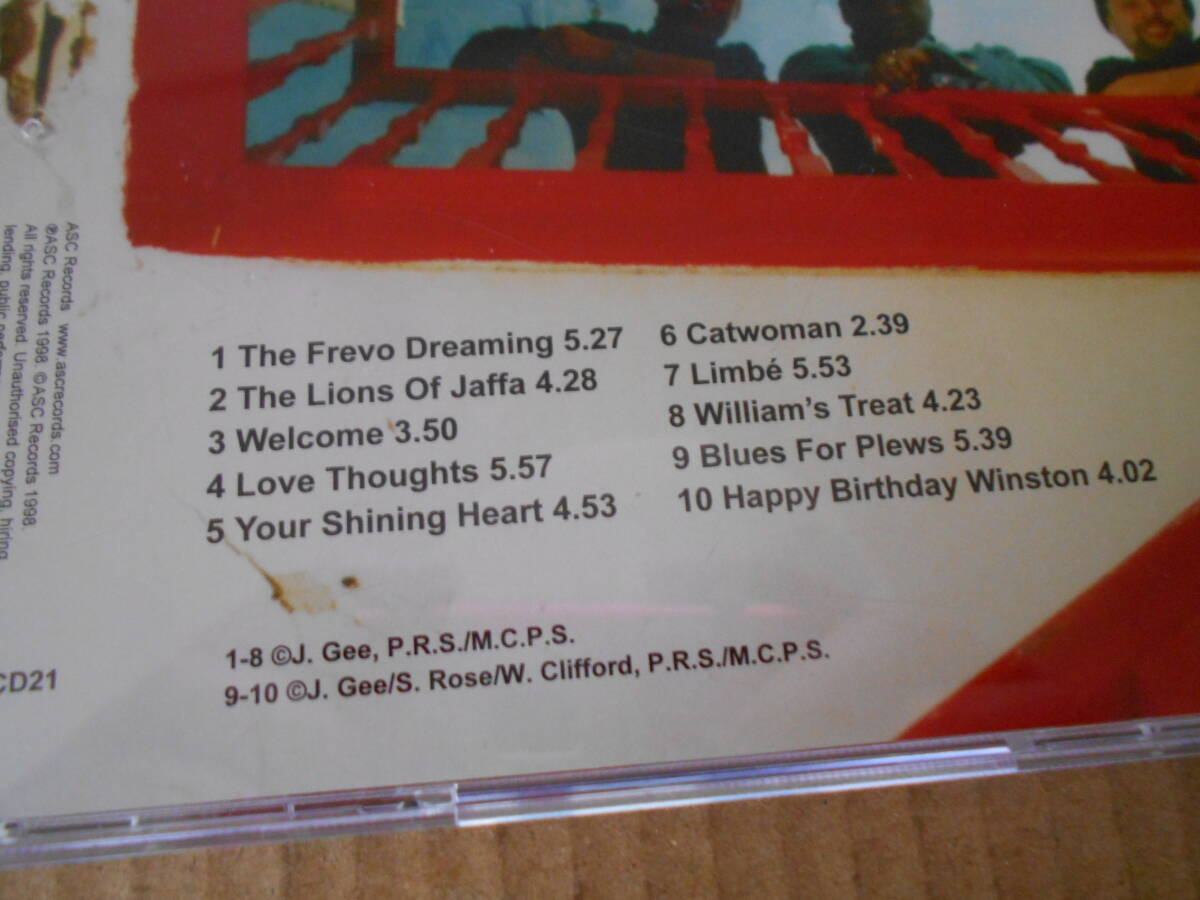 1 The Frevo Dreaming 5.27
2 The Lions Of Jaffa 4.28
3 Welcome 3.50
4 Love Thoughts 5.57
5 Your Shining Heart 4.53
6 Catwoman 2.39
7 Limbé 5.53
8 William's Treat 4.23
9 Blues For Plews 5.39
10 Happy Birthday Winston 4.02
1-8 ©J. Gee, P.R.S./M.C.P.S.
9-10 ©J. Gee/S. Rose/W. Clifford, P.R.S./M.C.P.S.
CD21
ASC Records www.ascrecords.com
℗ASC Records 1998. ©ASC Records 1998.
All rights reserved. Unauthorised copying, hiring
lending, public